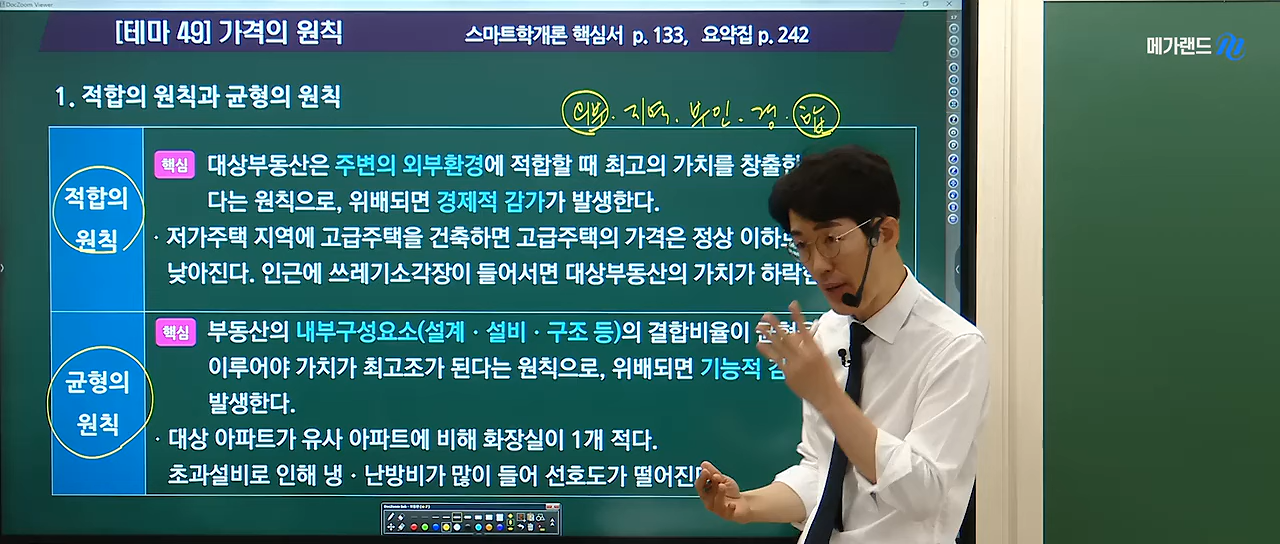 DocZoom Viewer
[테마 49] 가격의 원칙
스마트학개론 핵심서 p. 133, 요약집 p. 242
메가랜드
1. 적합의 원칙과 균형의 원칙
외부 · 지역 · 부인 · 경 · 적합
적합의
원칙
핵심 대상부동산은 주변의 외부환경에 적합할 때 최고의 가치를 창출한
다는 원칙으로, 위배되면 경제적 감가가 발생한다.
· 저가주택 지역에 고급주택을 건축하면 고급주택의 가격은 정상 이하로
낮아진다. 인근에 쓰레기소각장이 들어서면 대상부동산의 가치가 하락한
균형의
원칙
핵심 부동산의 내부구성요소(설계 · 설비 · 구조 등)의 결합비율이 균형을
이루어야 가치가 최고조가 된다는 원칙으로, 위배되면 기능적 감
발생한다.
· 대상 아파트가 유사 아파트에 비해 화장실이 1개 적다.
초과설비로 인해 냉 · 난방비가 많이 들어 선호도가 떨어진다